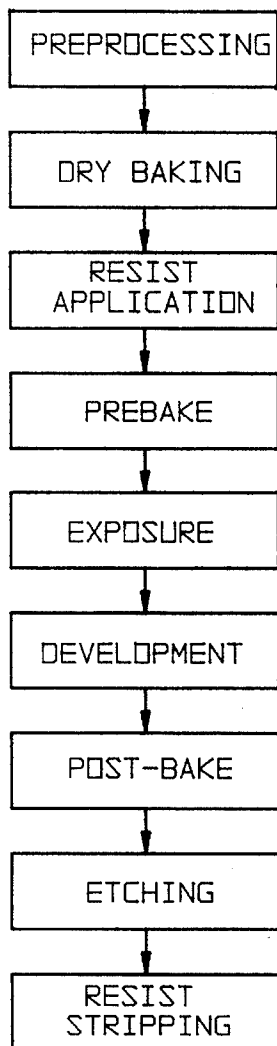 PREPROCESSING
DRY BAKING
RESIST
APPLICATION
PREBAKE
EXPOSURE
DEVELOPMENT
POST-BAKE
ETCHING
RESIST
STRIPPING